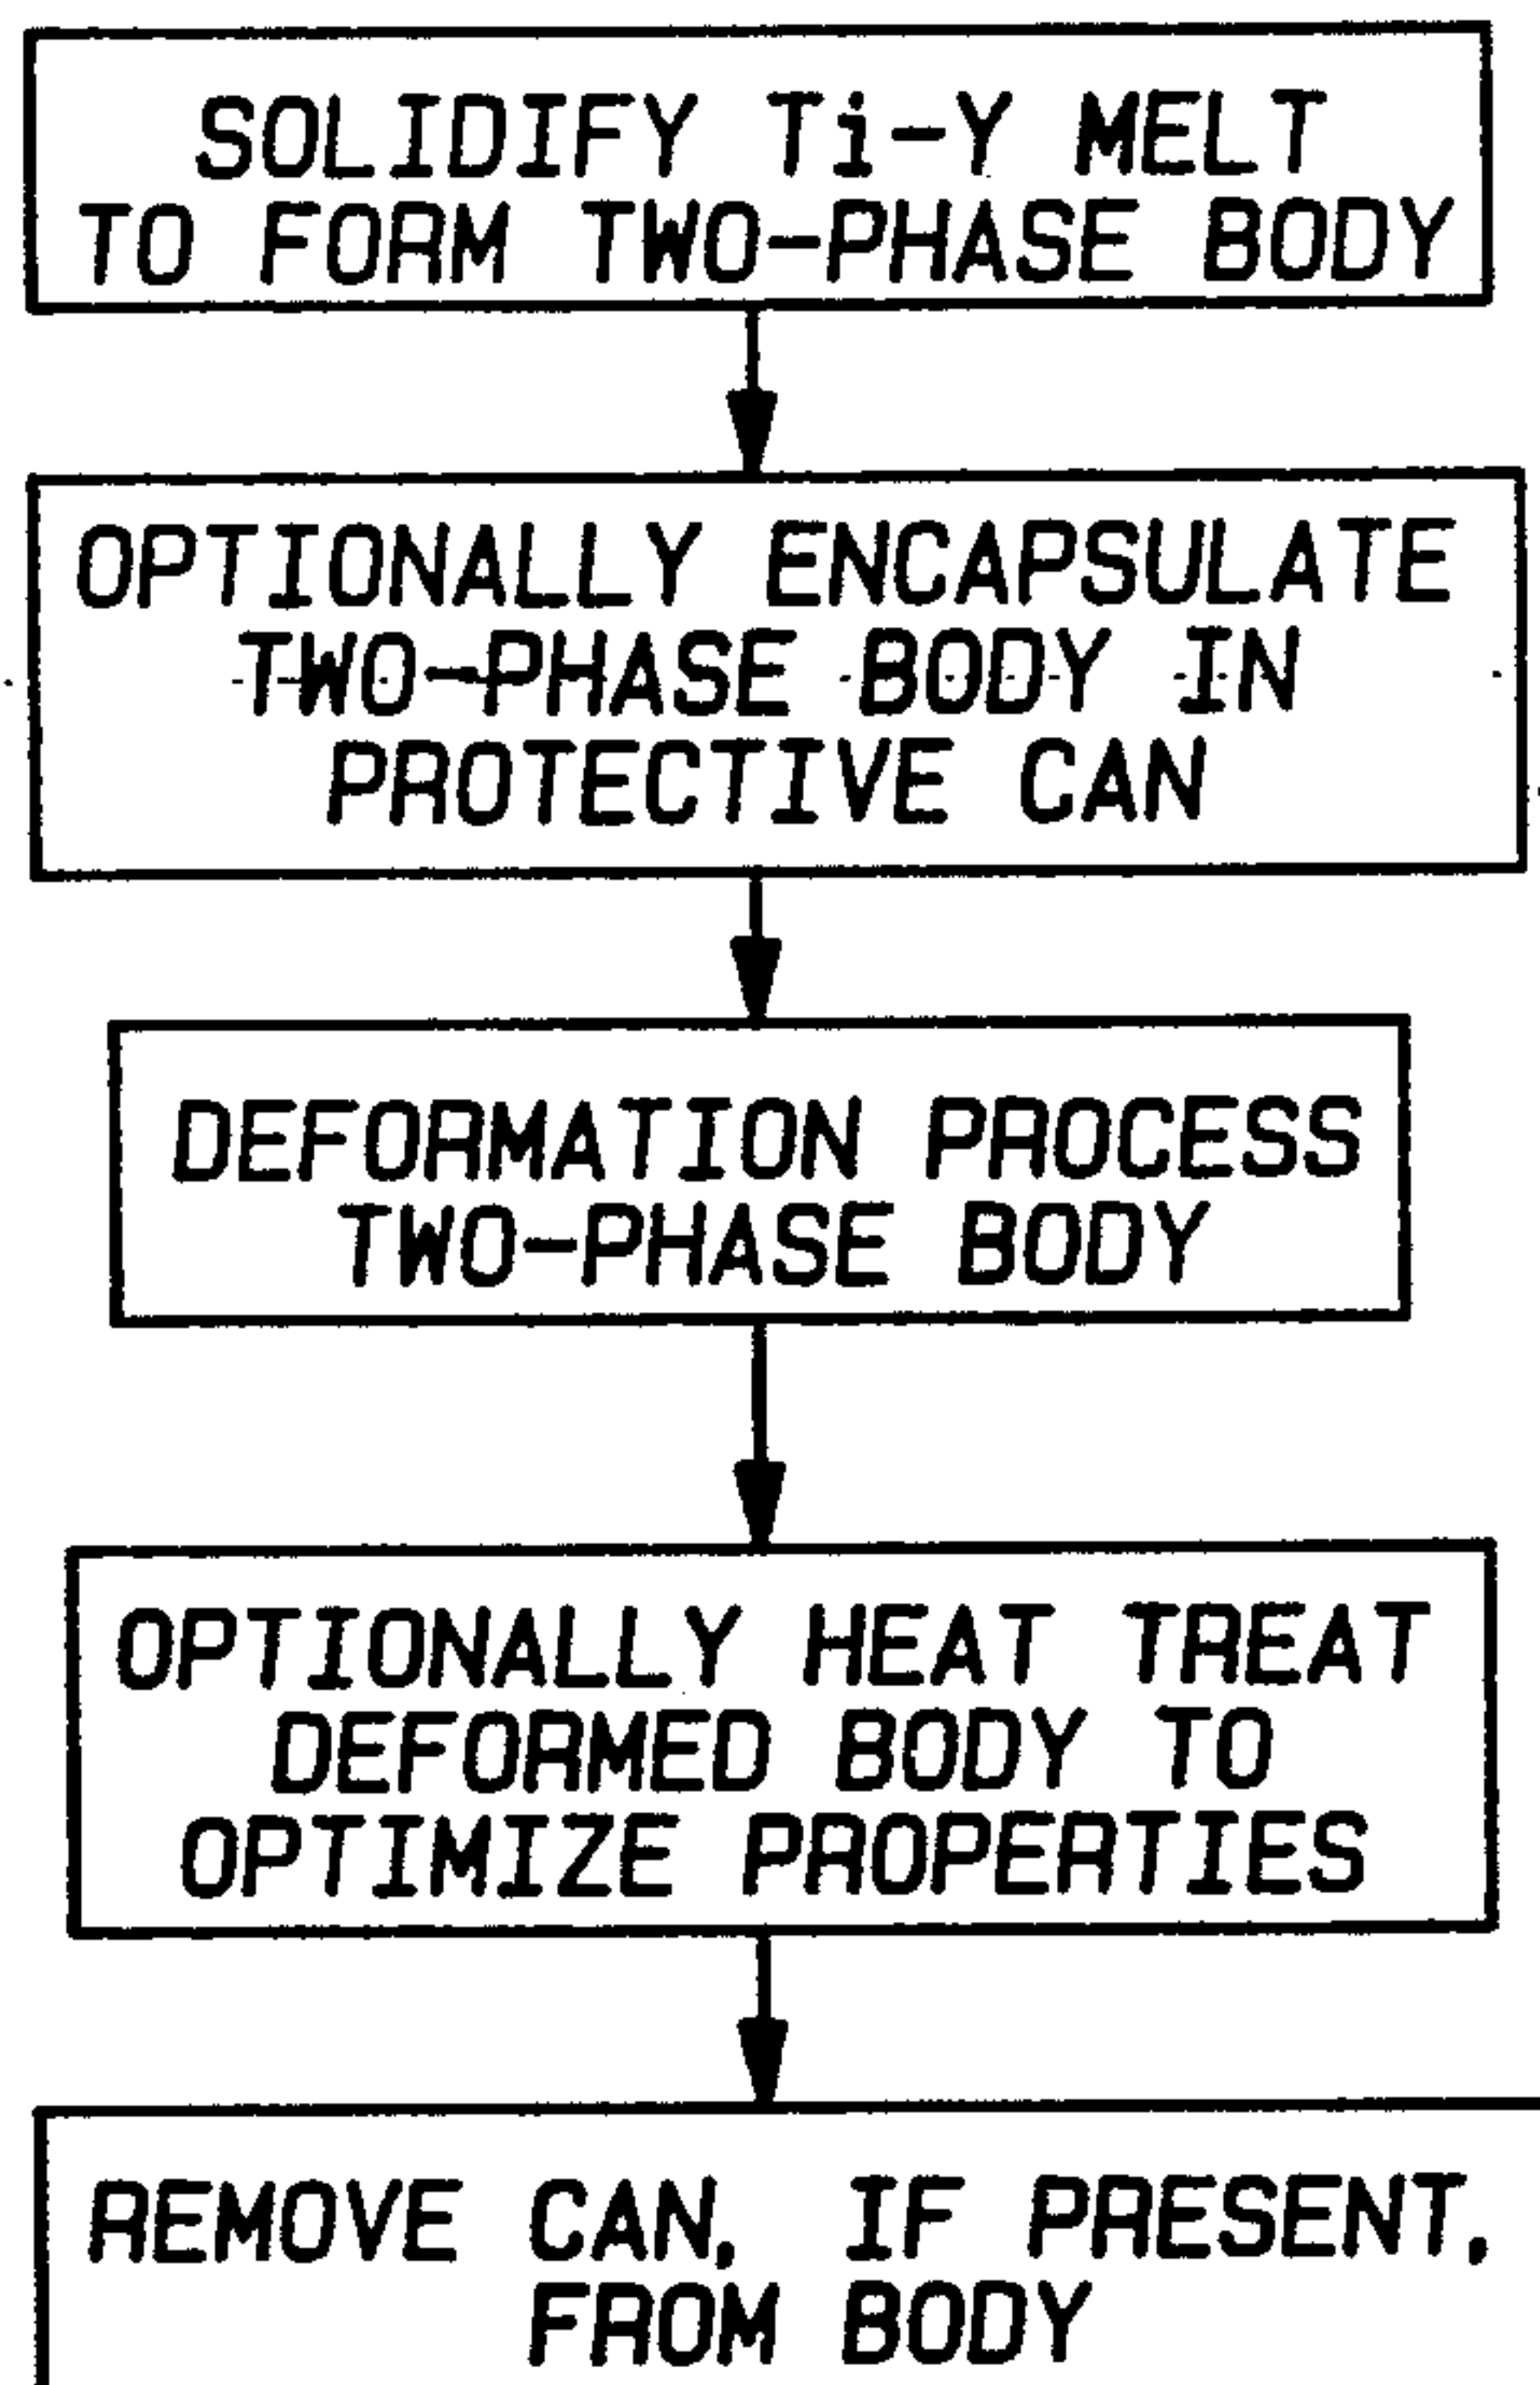 SOLIDIFY Ti-Y MELT
TO FORM TWO-PHASE BODY
OPTIONALLY ENCAPSULATE
TWO-PHASE BODY IN
PROTECTIVE CAN
DEFORMATION PROCESS
TWO-PHASE BODY
OPTIONALLY HEAT TREAT
DEFORMED BODY TO
OPTIMIZE PROPERTIES
REMOVE CAN, IF PRESENT,
FROM BODY